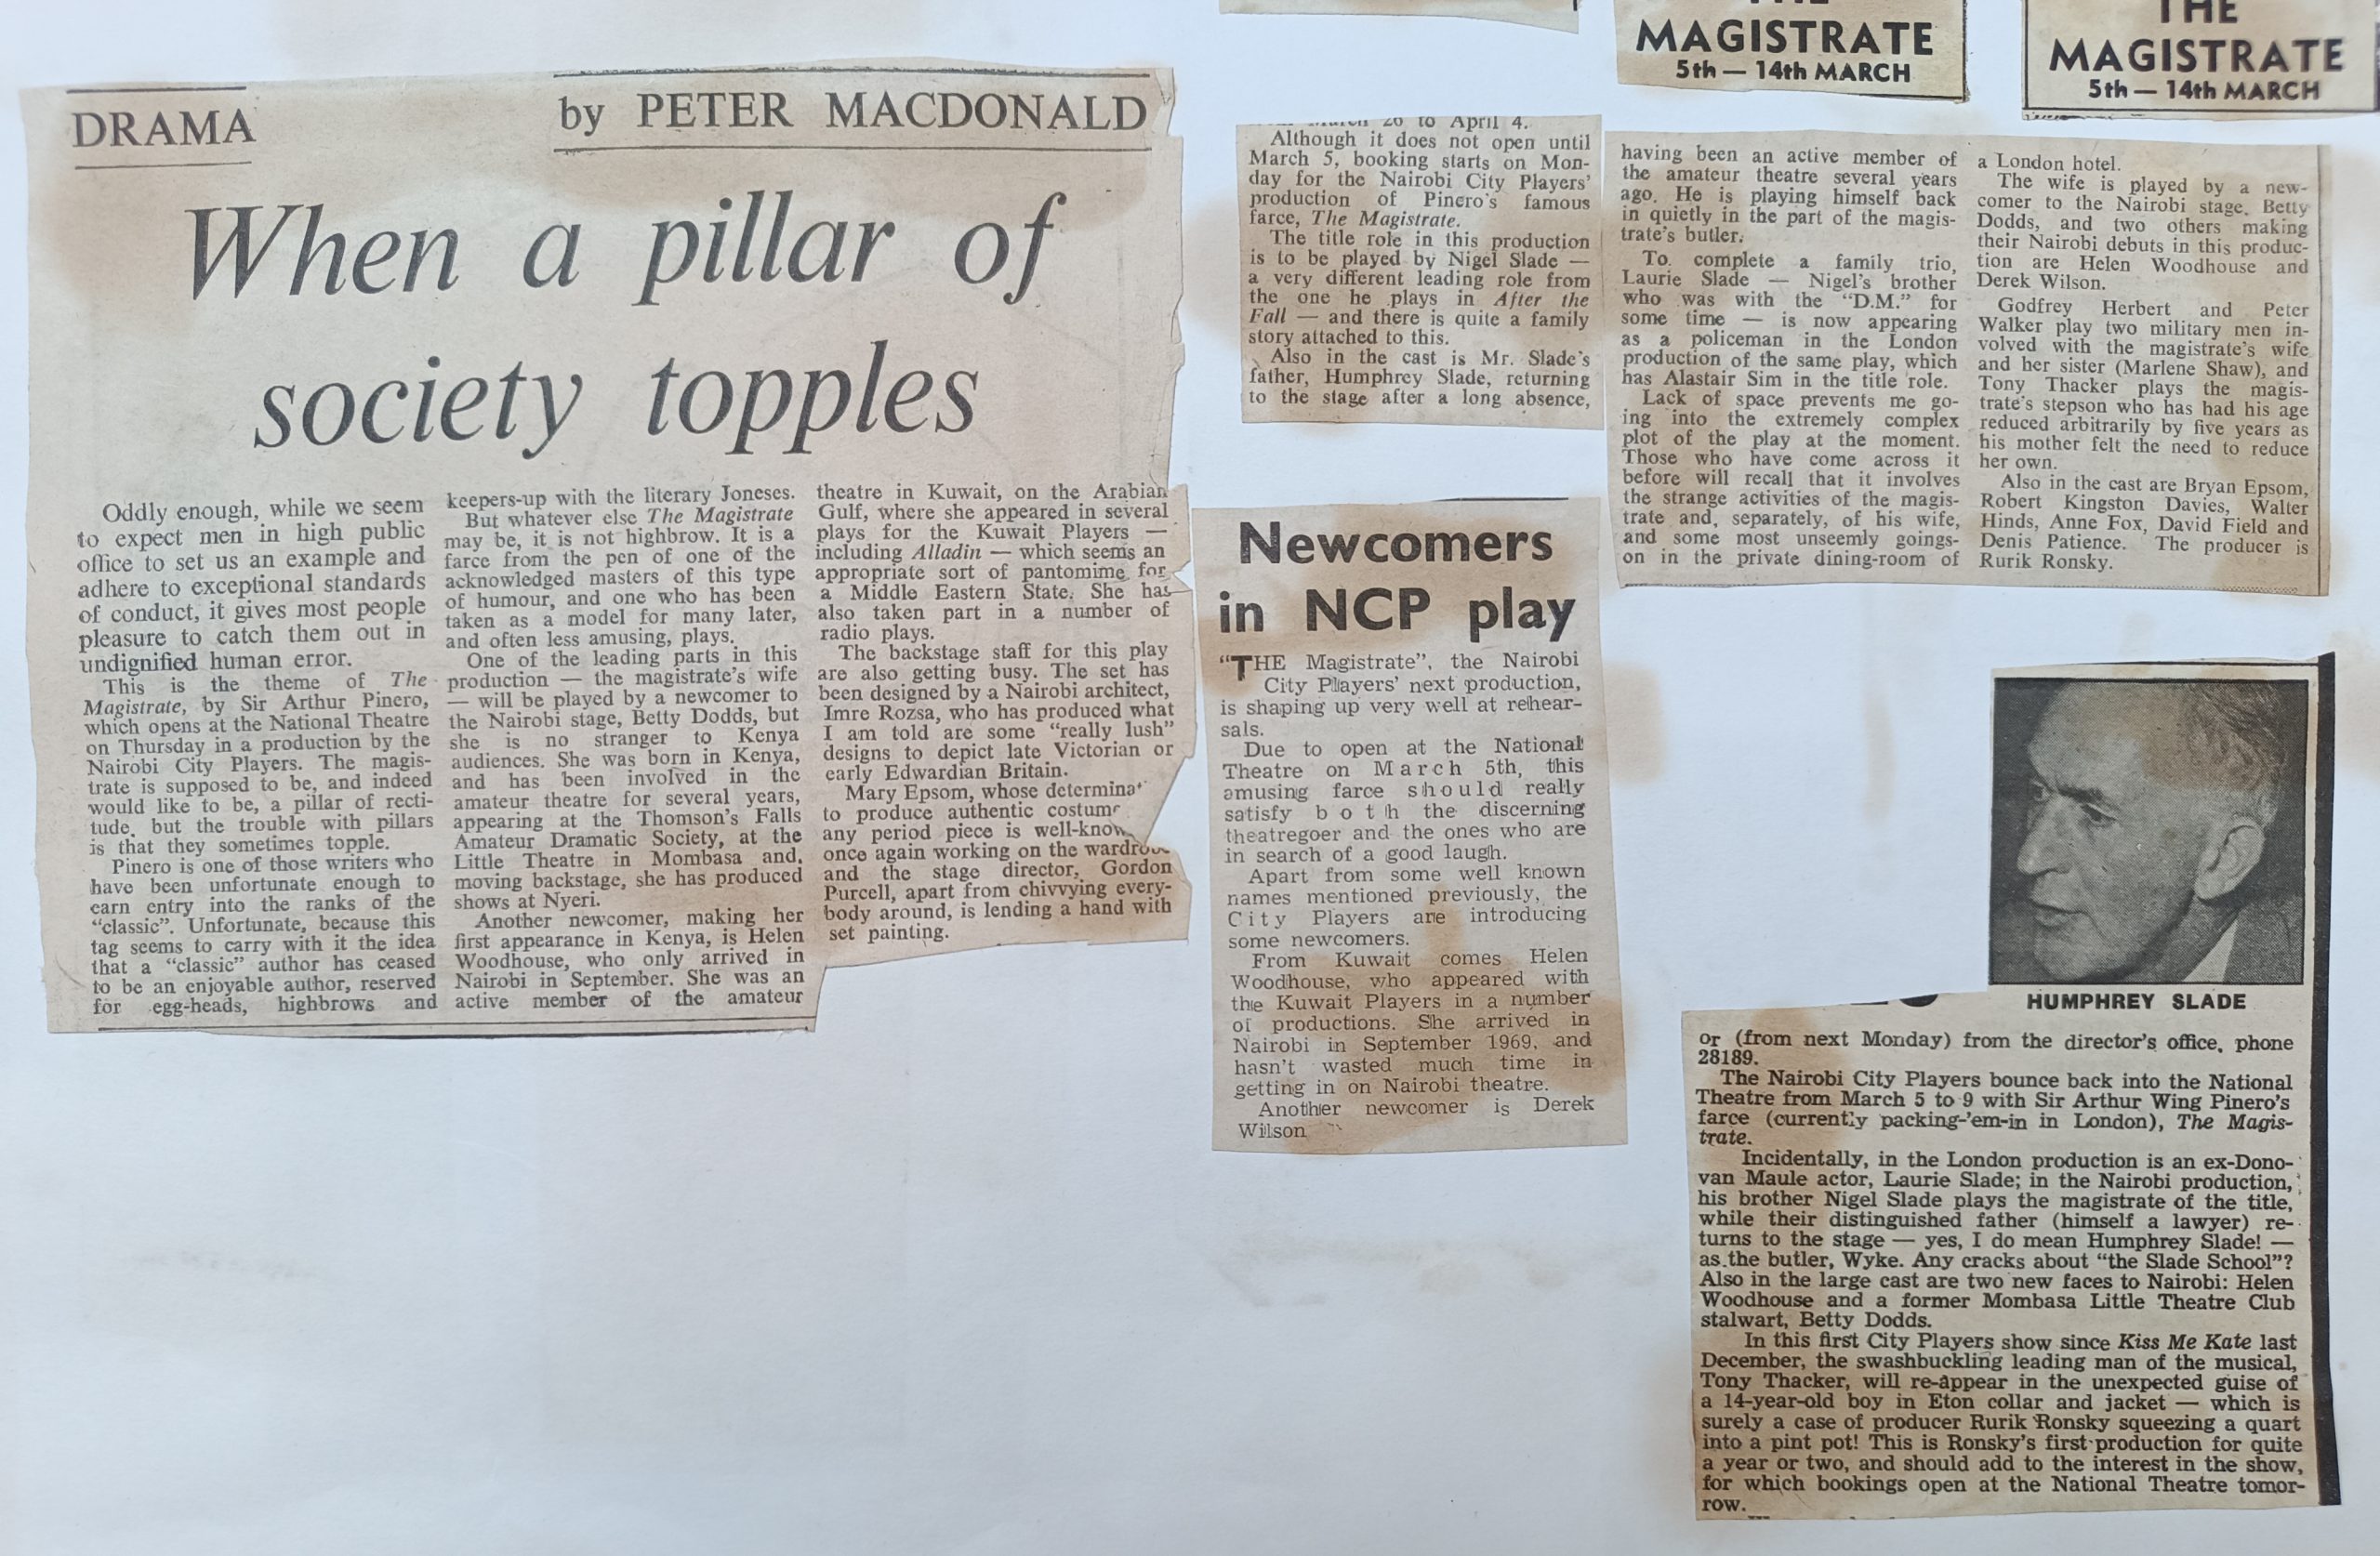 DRAMA
by PETER MACDONALD
When a pillar of
society topples
Oddly enough, while we seem
to expect men in high public
office to set us an example and
adhere to exceptional standards
of conduct, it gives most people
pleasure to catch them out in
undignified human error.
This is the theme of The
Magistrate, by Sir Arthur Pinero,
which opens at the National Theatre
on Thursday in a production by the
Nairobi City Players. The magis-
trate is supposed to be, and indeed
would like to be, a pillar of recti-
tude, but the trouble with pillars
is that they sometimes topple.
Pinero is one of those writers who
have been unfortunate enough to
earn entry into the ranks of the
"classic". Unfortunate, because this
tag seems to carry with it the idea
that a "classic" author has ceased
to be an enjoyable author, reserved
for egg-heads, highbrows and
keepers-up with the literary Joneses.
But whatever else The Magistrate
may be, it is not highbrow. It is a
farce from the pen of one of the
acknowledged masters of this type
of humour, and one who has been
taken as a model for many later,
and often less amusing, plays.
One of the leading parts in this
production — the magistrate's wife
— will be played by a newcomer to
the Nairobi stage, Betty Dodds, but
she is no stranger to Kenya
audiences. She was born in Kenya,
and has been involved in the
amateur theatre for several years,
appearing at the Thomson's Falls
Amateur Dramatic Society, at the
Little Theatre in Mombasa and,
moving backstage, she has produced
shows at Nyeri.
Another newcomer, making her
first appearance in Kenya, is Helen
Woodhouse, who only arrived in
Nairobi in September. She was an
active member of the amateur
theatre in Kuwait, on the Arabian
Gulf, where she appeared in several
plays for the Kuwait Players —
including Alladin — which seems an
appropriate sort of pantomime for
a Middle Eastern State. She has
also taken part in a number of
radio plays.
The backstage staff for this play
are also getting busy. The set has
been designed by a Nairobi architect,
Imre Rozsa, who has produced what
I am told are some "really lush"
designs to depict late Victorian or
early Edwardian Britain.
Mary Epsom, whose
to produce authentic
any period piece is
once again working on the
and the stage director, Gordon
Purcell, apart from chivvying every-
body around, is lending a hand with
set painting.
26 to April 4.
Although it does not open until
March 5, booking starts on Mon-
day for the Nairobi City Players'
production of Pinero's famous
farce, The Magistrate.
The title role in this production
is to be played by Nigel Slade —
a very different leading role from
the one he plays in After the
Fall — and there is quite a family
story attached to this.
Also in the cast is Mr. Slade's
father, Humphrey Slade, returning
to the stage after a long absence,
THE
MAGISTRATE
5th — 14th MARCH
THE
MAGISTRATE
5th — 14th MARCH
having been an active member of
the amateur theatre several years
ago. He is playing himself back
in quietly in the part of the magis-
trate's butler.
To complete a family trio,
Laurie Slade — Nigel's brother
who was with the "D.M." for
some time — is now appearing
as a policeman in the London
production of the same play, which
has Alastair Sim in the title role.
Lack of space prevents me go-
ing into the extremely complex
plot of the play at the moment.
Those who have come across it
before will recall that it involves
the strange activities of the magis-
trate and, separately, of his wife,
and some most unseemly goings-
on in the private dining-room of
a London hotel.
The wife is played by a new-
comer to the Nairobi stage, Betty
Dodds, and two others making
their Nairobi debuts in this produc-
tion are Helen Woodhouse and
Derek Wilson.
Godfrey Herbert and Peter
Walker play two military men in-
volved with the magistrate's wife
and her sister (Marlene Shaw), and
Tony Thacker plays the magis-
trate's stepson who has had his age
reduced arbitrarily by five years as
his mother felt the need to reduce
her own.
Also in the cast are Bryan Epsom,
Robert Kingston Davies, Walter
Hinds, Anne Fox, David Field and
Denis Patience. The producer is
Rurik Ronsky.
Newcomers
in NCP play
"THE Magistrate", the Nairobi
City Players' next production,
is shaping up very well at rehear-
sals.
Due to open at the National
Theatre on March 5th, this
amusing farce should really
satisfy both the discerning
theatregoer and the ones who are
in search of a good laugh.
Apart from some well known
names mentioned previously, the
City Players are introducing
some newcomers.
From Kuwait comes Helen
Woodhouse, who appeared with
the Kuwait Players in a number
of productions. She arrived in
Nairobi in September 1969, and
hasn't wasted much time in
getting in on Nairobi theatre.
Another newcomer is Derek
Wilson
HUMPHREY SLADE
or (from next Monday) from the director's office, phone
28189.
The Nairobi City Players bounce back into the National
Theatre from March 5 to 9 with Sir Arthur Wing Pinero's
farce (currently packing-'em-in in London), The Magis-
trate.
Incidentally, in the London production is an ex-Dono-
van Maule actor, Laurie Slade; in the Nairobi production,
his brother Nigel Slade plays the magistrate of the title,
while their distinguished father (himself a lawyer) re-
turns to the stage — yes, I do mean Humphrey Slade! —
as the butler, Wyke. Any cracks about "the Slade School"?
Also in the large cast are two new faces to Nairobi: Helen
Woodhouse and a former Mombasa Little Theatre Club
stalwart, Betty Dodds.
In this first City Players show since Kiss Me Kate last
December, the swashbuckling leading man of the musical,
Tony Thacker, will re-appear in the unexpected guise of
a 14-year-old boy in Eton collar and jacket — which is
surely a case of producer Rurik Ronsky squeezing a quart
into a pint pot! This is Ronsky's first production for quite
a year or two, and should add to the interest in the show,
for which bookings open at the National Theatre tomor-
row.